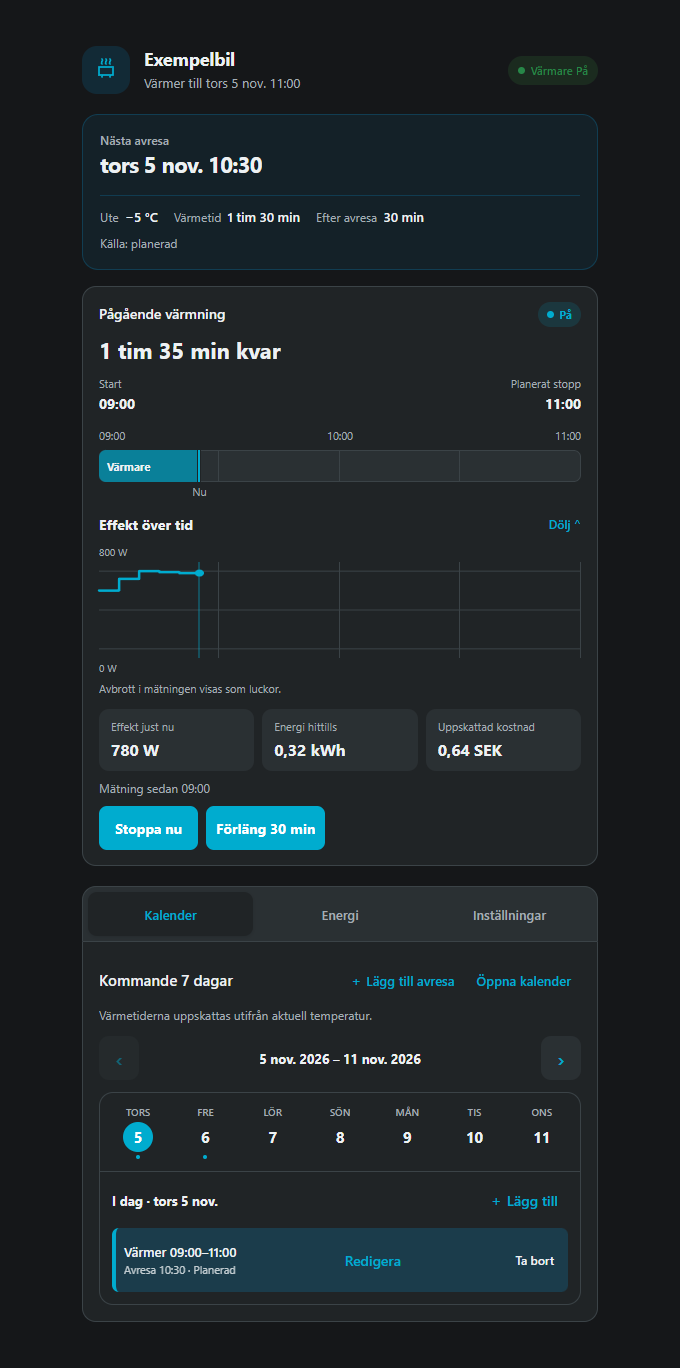 Exempelbil
Värmer till tors 5 nov. 11:00
Värmare På
Nästa avresa
tors 5 nov. 10:30
Ute −5 °C Värmetid 1 tim 30 min Efter avresa 30 min
Källa: planerad
Pågående värmning
På
1 tim 35 min kvar
Start Planerat stopp
09:00 11:00
09:00 10:00 11:00
Värmare
Nu
Effekt över tid
Dölj ^
800 W
0 W
Avbrott i mätningen visas som luckor.
Effekt just nu
780 W
Energi hittills
0,32 kWh
Uppskattad kostnad
0,64 SEK
Mätning sedan 09:00
Stoppa nu
Förläng 30 min
Kalender Energi Inställningar
Kommande 7 dagar
+ Lägg till avresa
Öppna kalender
Värmetiderna uppskattas utifrån aktuell temperatur.
‹ 5 nov. 2026 – 11 nov. 2026 ›
TORS FRE LÖR SÖN MÅN TIS ONS
5 6 7 8 9 10 11
I dag · tors 5 nov.
+ Lägg till
Värmer 09:00–11:00
Avresa 10:30 · Planerad
Redigera
Ta bort